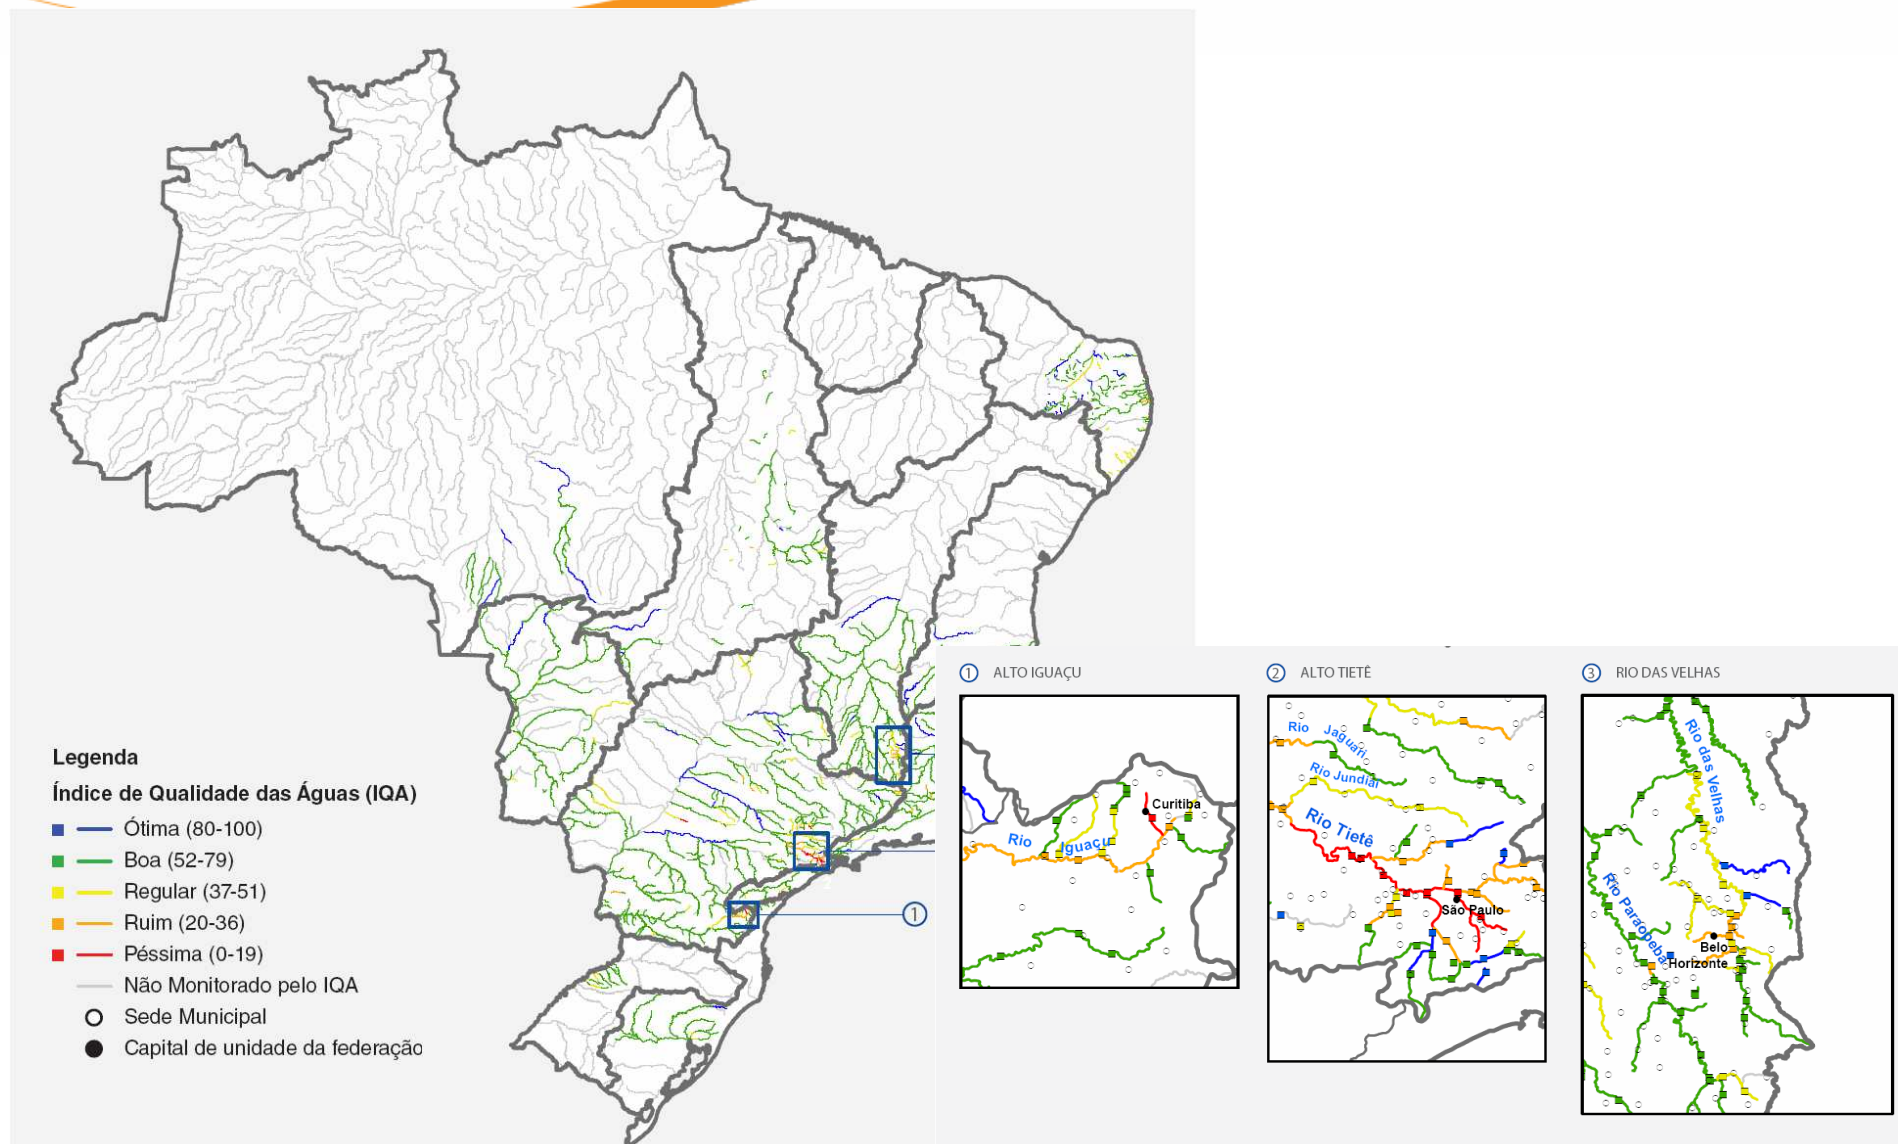 Legenda
Índice de Qualidade das Águas (IQA)
Ótima (80-100)
Boa (52-79)
Regular (37-51)
Ruim (20-36)
Péssima (0-19)
Não Monitorado pelo IQA
Sede Municipal
Capital de unidade da federação
1
1 ALTO IGUAÇU
Curitiba
Rio Iguaçu
2 ALTO TIETÊ
Rio Jaguari
Rio Jundiaí
Rio Tietê
São Paulo
3 RIO DAS VELHAS
Rio das Velhas
Rio Paraopeba
Belo
Horizonte